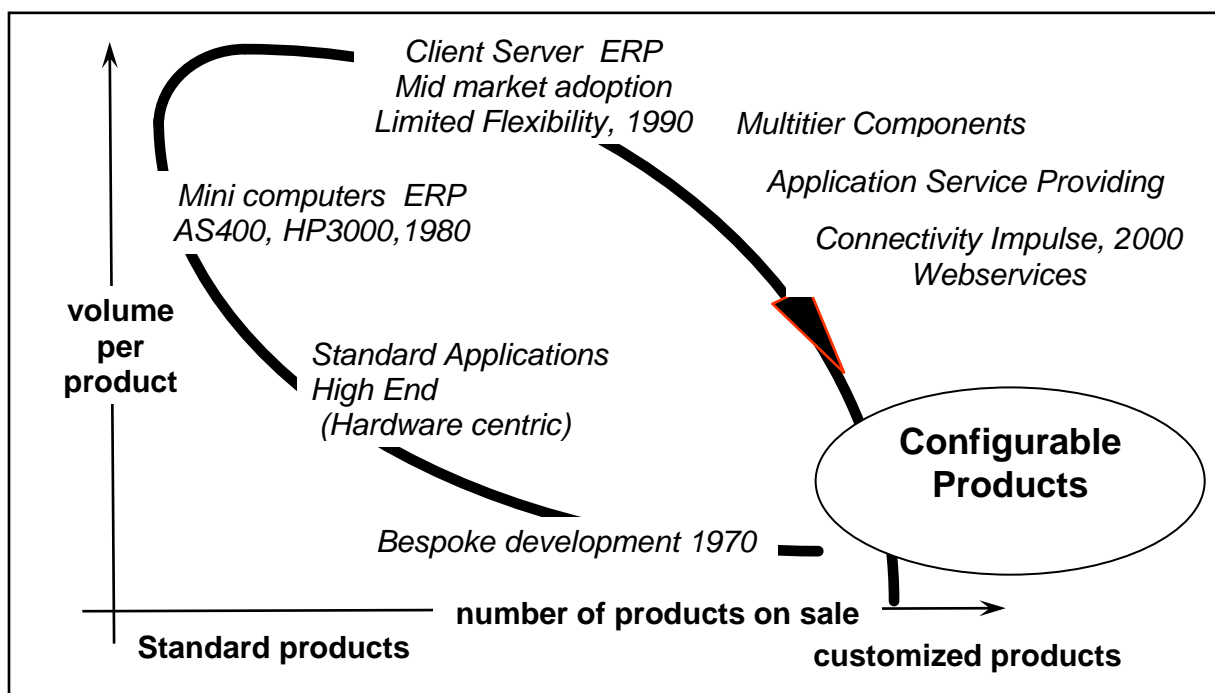 Client Server ERP
Mid market adoption
Limited Flexibility, 1990
Multitier Components
Application Service Providing
Connectivity Impulse, 2000
Webservices
Mini computers ERP
AS400, HP3000,1980
volume
per
product
Standard Applications
High End
(Hardware centric)
Configurable
Products
Bespoke development 1970
number of products on sale
Standard products
customized products